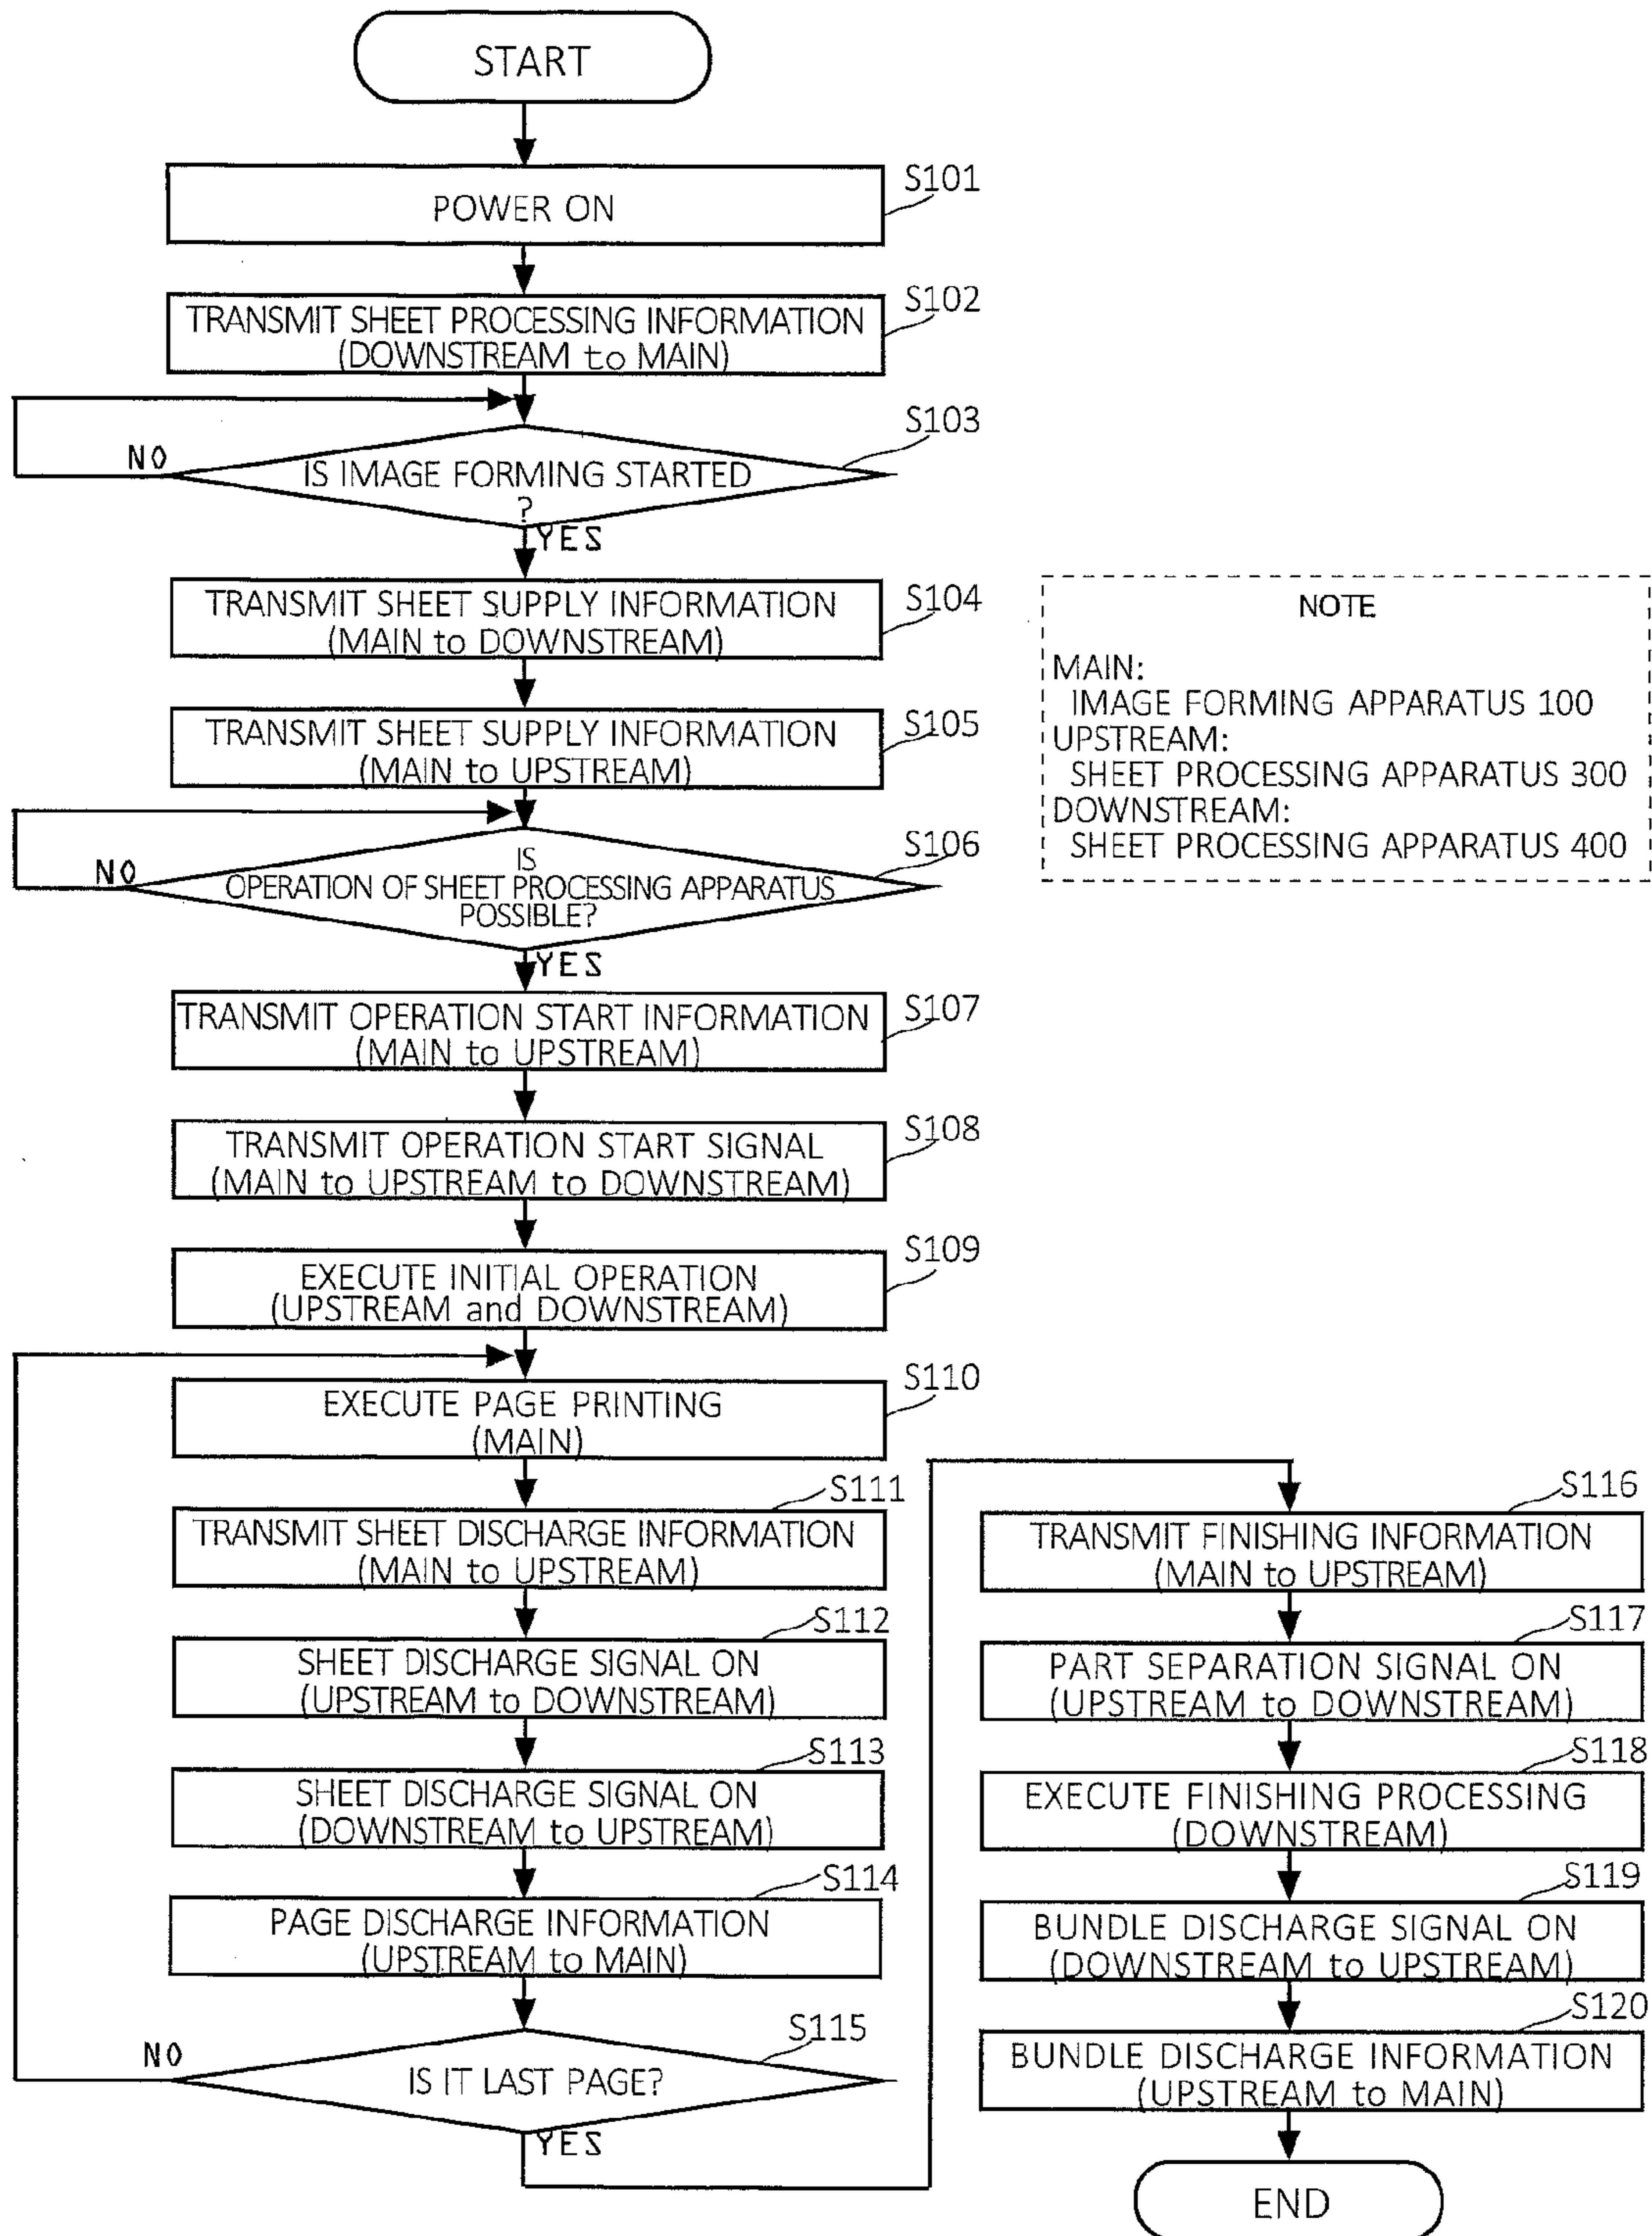 START
POWER ON
S101
TRANSMIT SHEET PROCESSING INFORMATION
(DOWNSTREAM to MAIN)
S102
IS IMAGE FORMING STARTED
?
S103
NO
YES
TRANSMIT SHEET SUPPLY INFORMATION
(MAIN to DOWNSTREAM)
S104
TRANSMIT SHEET SUPPLY INFORMATION
(MAIN to UPSTREAM)
S105
IS
OPERATION OF SHEET PROCESSING APPARATUS
POSSIBLE?
S106
NO
YES
TRANSMIT OPERATION START INFORMATION
(MAIN to UPSTREAM)
S107
TRANSMIT OPERATION START SIGNAL
(MAIN to UPSTREAM to DOWNSTREAM)
S108
EXECUTE INITIAL OPERATION
(UPSTREAM and DOWNSTREAM)
S109
EXECUTE PAGE PRINTING
(MAIN)
S110
TRANSMIT SHEET DISCHARGE INFORMATION
(MAIN to UPSTREAM)
S111
SHEET DISCHARGE SIGNAL ON
(UPSTREAM to DOWNSTREAM)
S112
SHEET DISCHARGE SIGNAL ON
(DOWNSTREAM to UPSTREAM)
S113
PAGE DISCHARGE INFORMATION
(UPSTREAM to MAIN)
S114
IS IT LAST PAGE?
S115
NO
YES
NOTE
MAIN:
IMAGE FORMING APPARATUS 100
UPSTREAM:
SHEET PROCESSING APPARATUS 300
DOWNSTREAM:
SHEET PROCESSING APPARATUS 400
S116
TRANSMIT FINISHING INFORMATION
(MAIN to UPSTREAM)
S117
PART SEPARATION SIGNAL ON
(UPSTREAM to DOWNSTREAM)
S118
EXECUTE FINISHING PROCESSING
(DOWNSTREAM)
S119
BUNDLE DISCHARGE SIGNAL ON
(DOWNSTREAM to UPSTREAM)
S120
BUNDLE DISCHARGE INFORMATION
(UPSTREAM to MAIN)
END